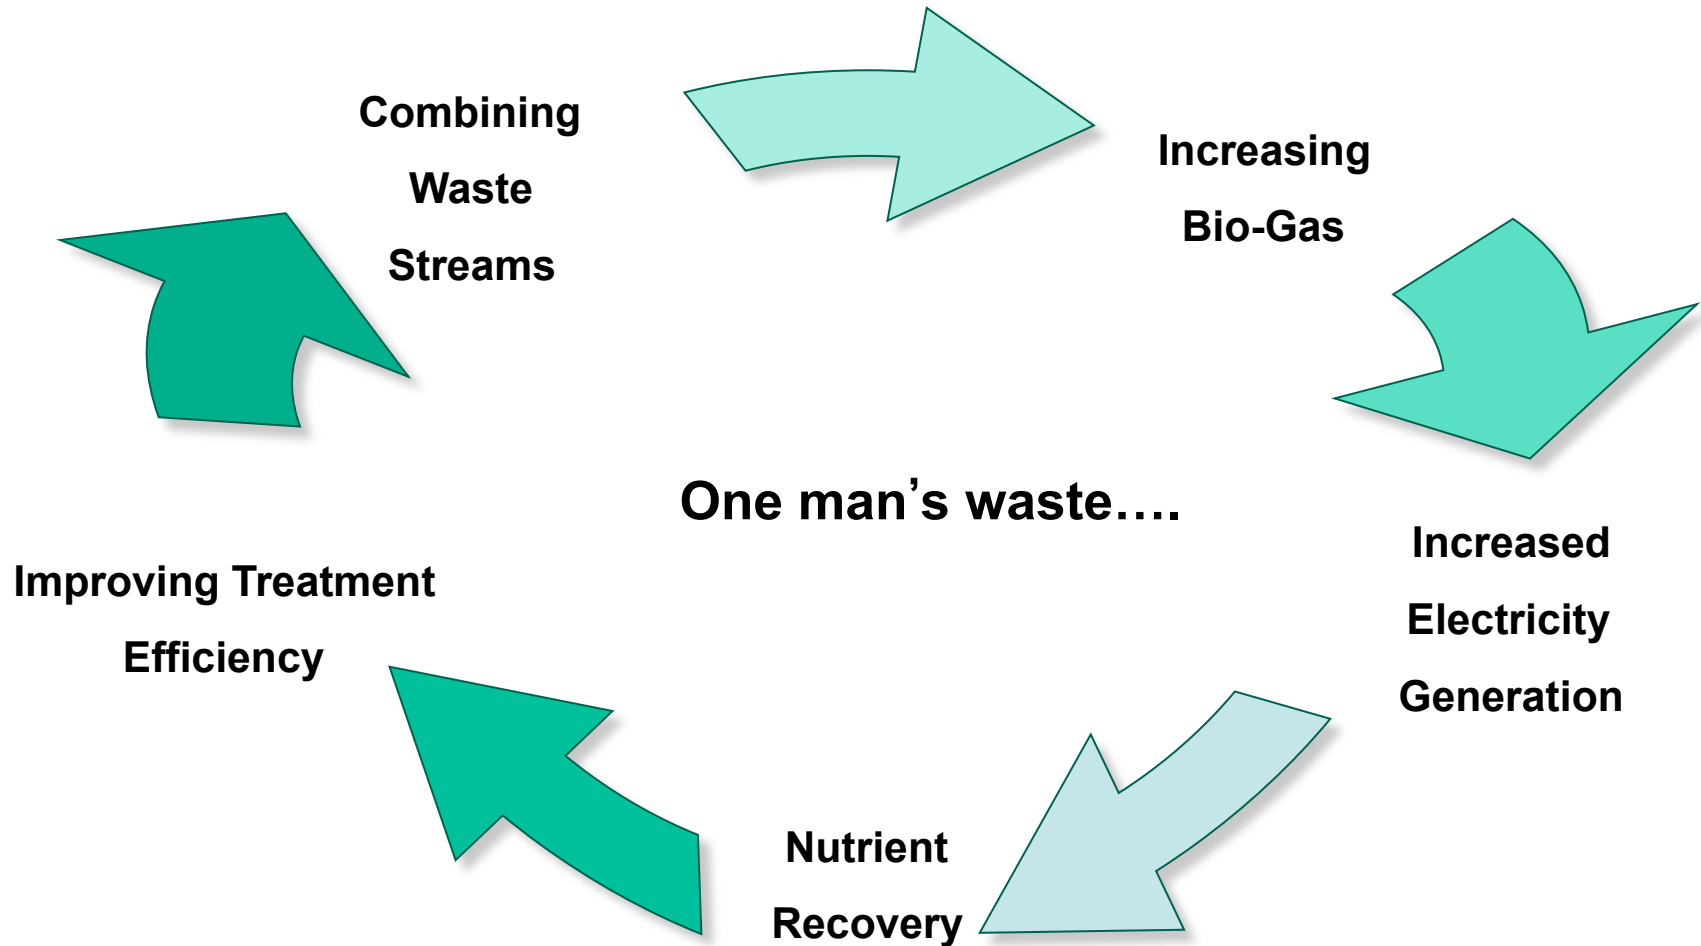 Combining
Waste
Streams
Increasing
Bio-Gas
One man’s waste….
Increased
Electricity
Generation
Improving Treatment
Efficiency
Nutrient
Recovery